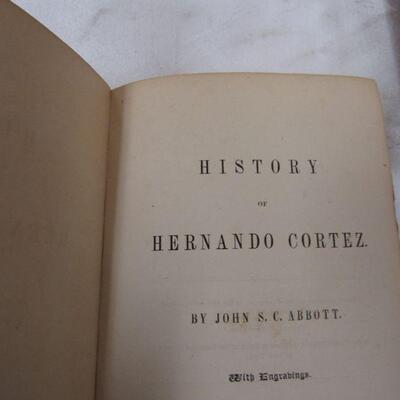 HISTORY
OF
HERNANDO CORTEZ.
BY JOHN S. C. ABBOTT.
With Engravings.